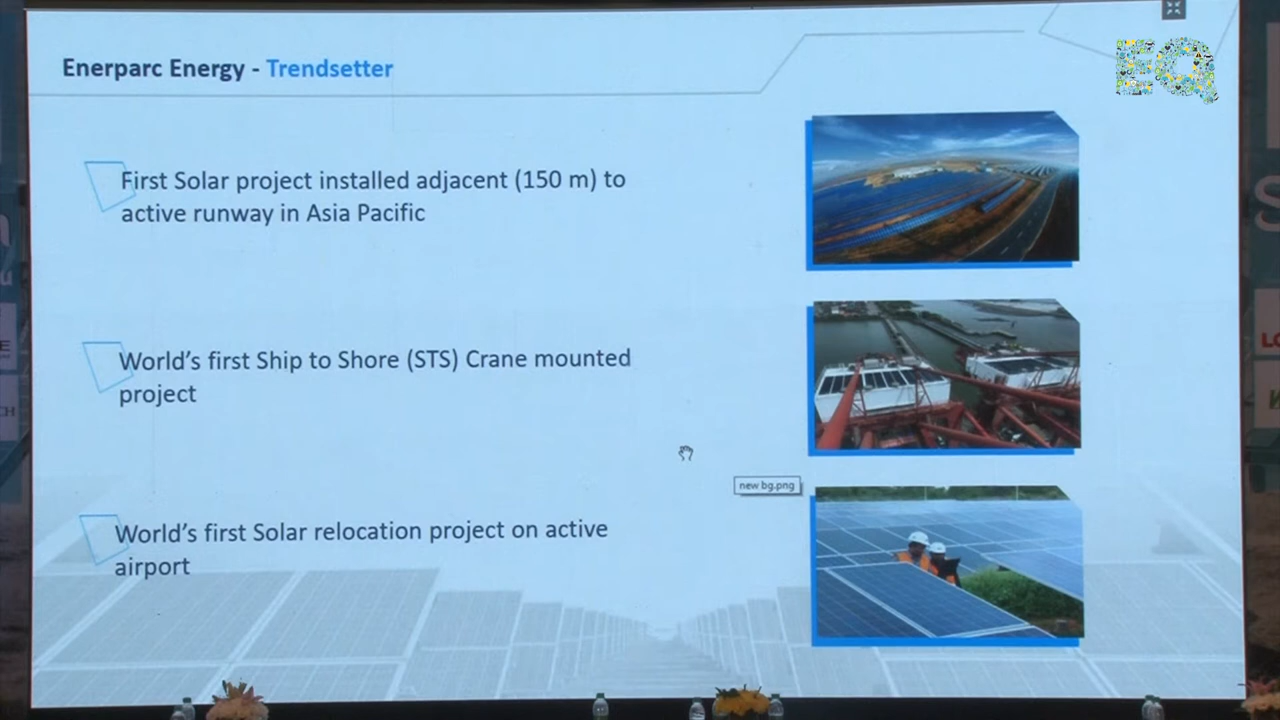 Enerparc Energy - Trendsetter
EQ
First Solar project installed adjacent (150 m) to
active runway in Asia Pacific
World's first Ship to Shore (STS) Crane mounted
project
new bg.png
World's first Solar relocation project on active
airport